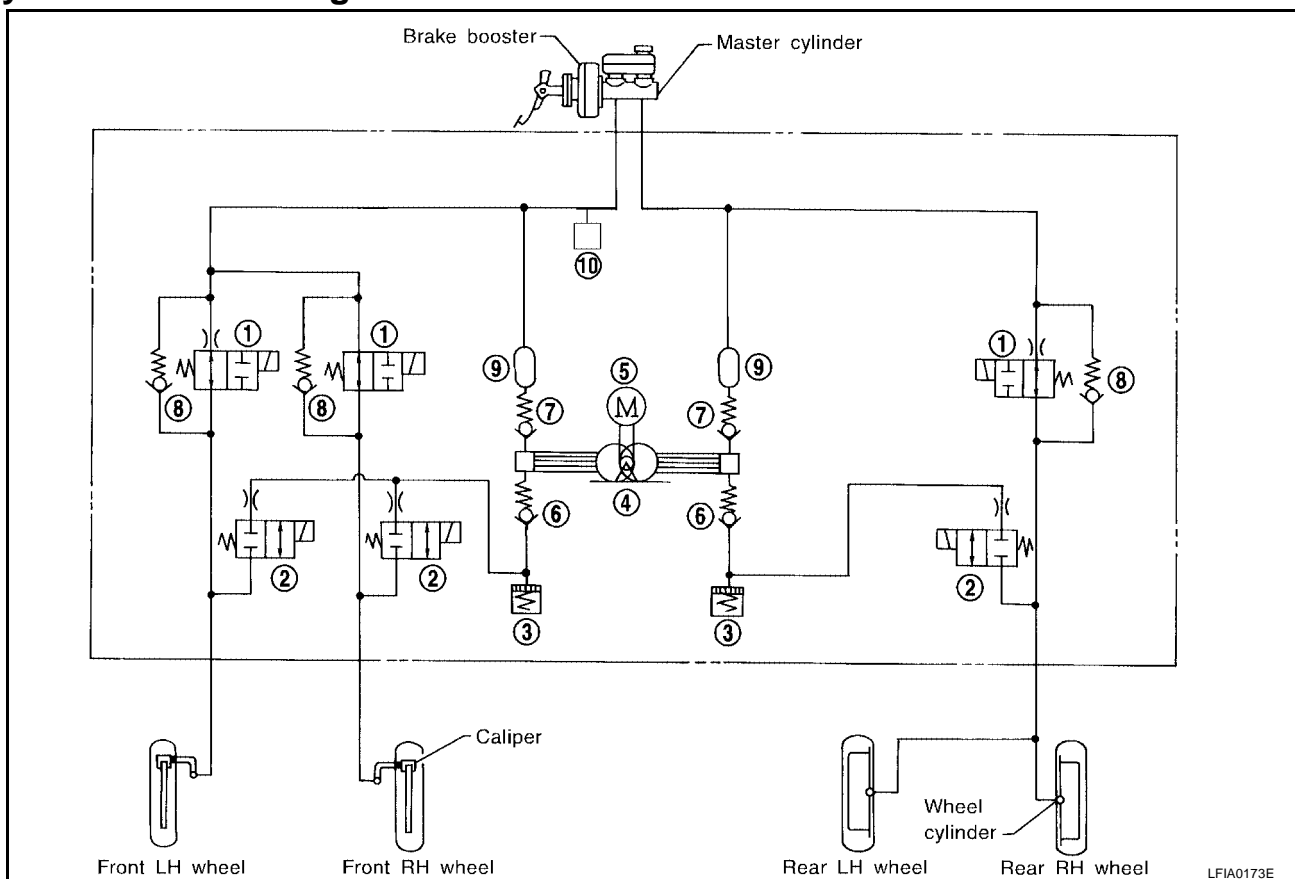 Brake booster
Master cylinder
10
1
1
1
8
8
8
9
5
9
7
M
7
6
4
6
2
2
2
3
3
Caliper
Wheel
cylinder
Front LH wheel
Front RH wheel
Rear LH wheel
Rear RH wheel
LFIA0173E